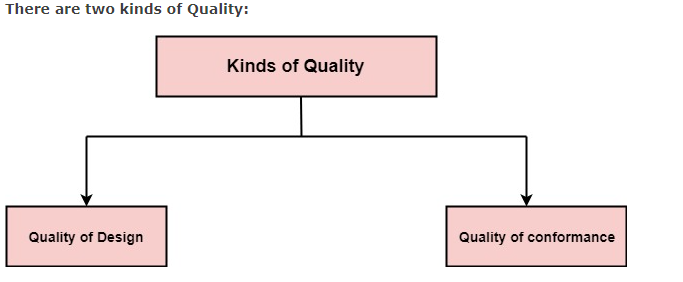 There are two kinds of Quality:
Kinds of Quality
Quality of Design
Quality of conformance